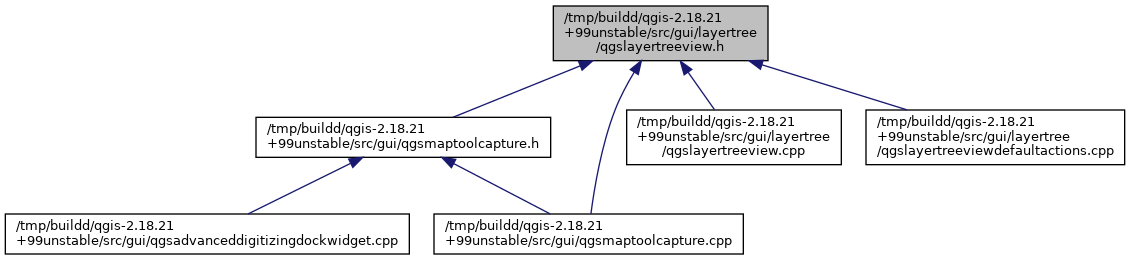 /tmp/buildd/qgis-2.18.21
+99unstable/src/gui/layertree
/qgslayertreeview.h
/tmp/buildd/qgis-2.18.21
+99unstable/src/gui/qgsmaptoolcapture.h
/tmp/buildd/qgis-2.18.21
+99unstable/src/gui/layertree
/qgslayertreeview.cpp
/tmp/buildd/qgis-2.18.21
+99unstable/src/gui/layertree
/qgslayertreeviewdefaultactions.cpp
/tmp/buildd/qgis-2.18.21
+99unstable/src/gui/qgsadvanceddigitizingdockwidget.cpp
/tmp/buildd/qgis-2.18.21
+99unstable/src/gui/qgsmaptoolcapture.cpp